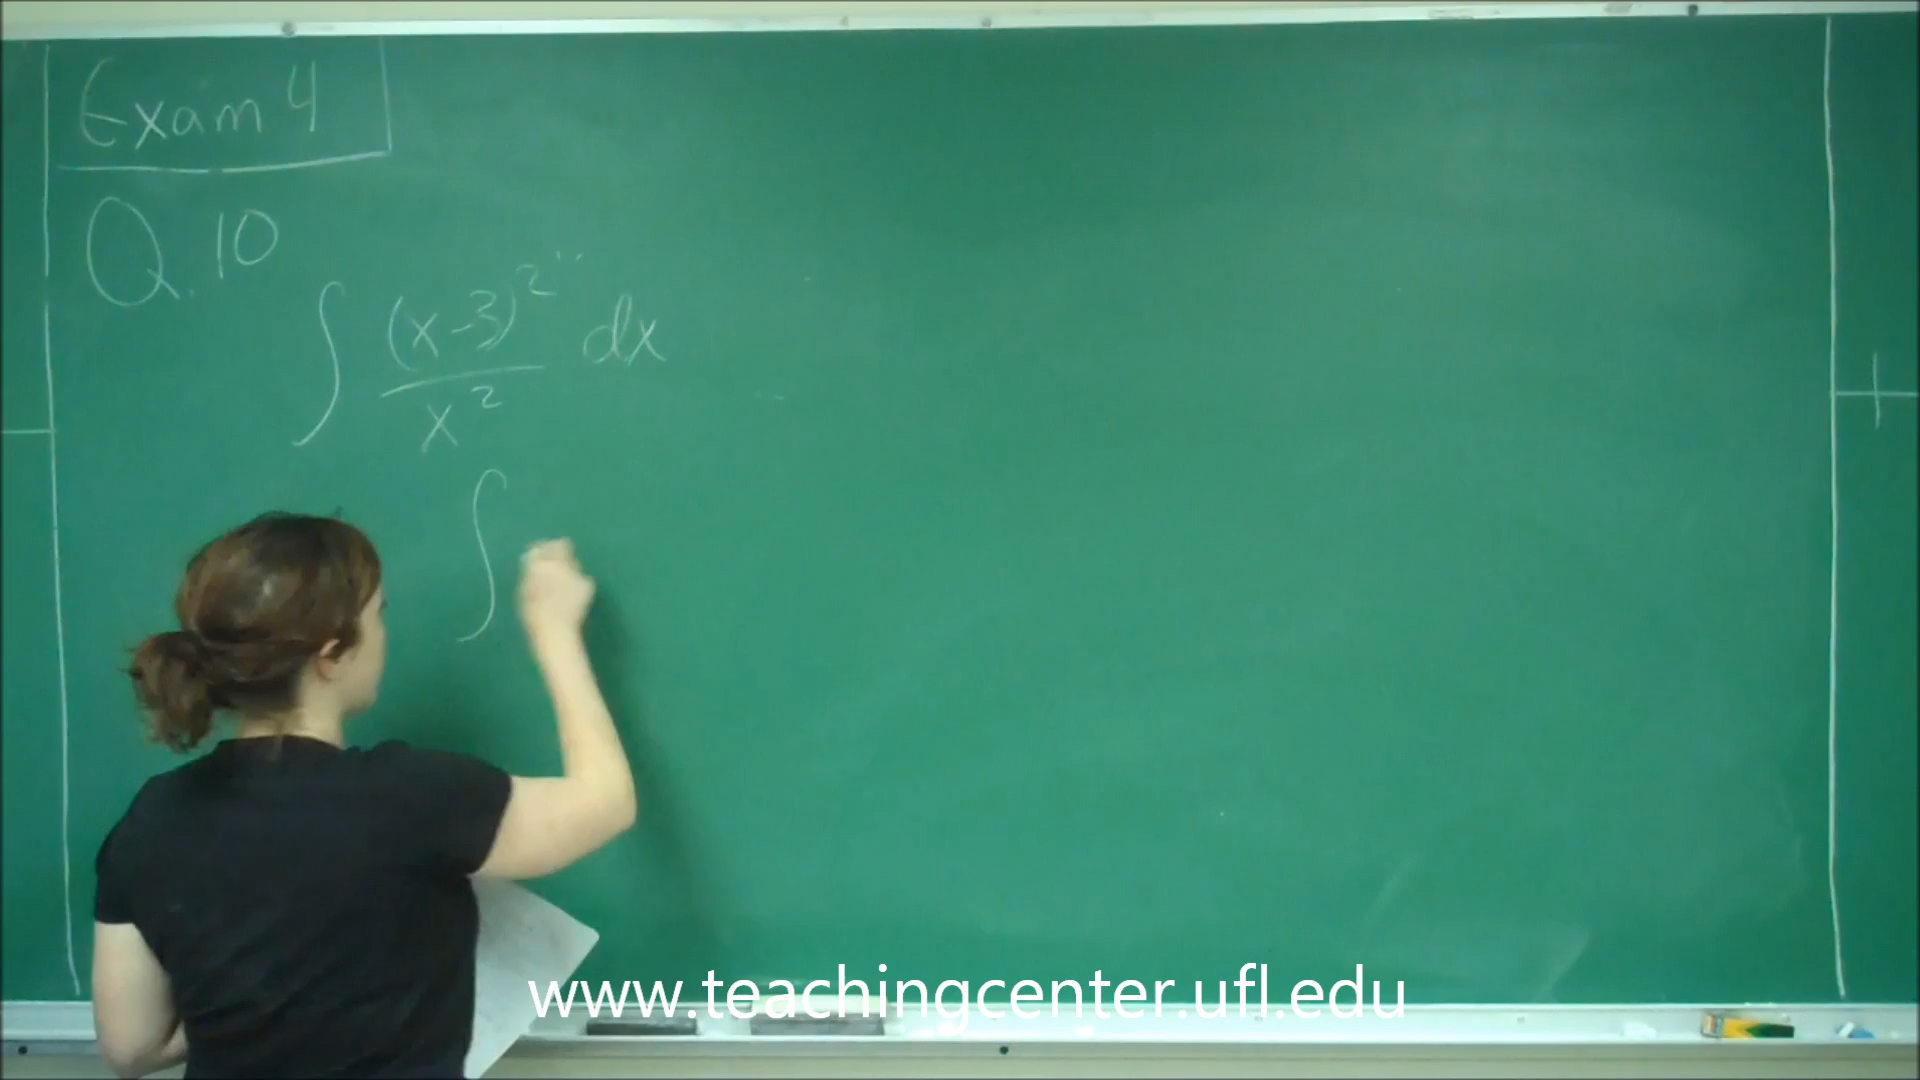 Exam 4
Q. 10
∫ (x-3)² / x² dx
∫
www.teachingcenter.ufl.edu